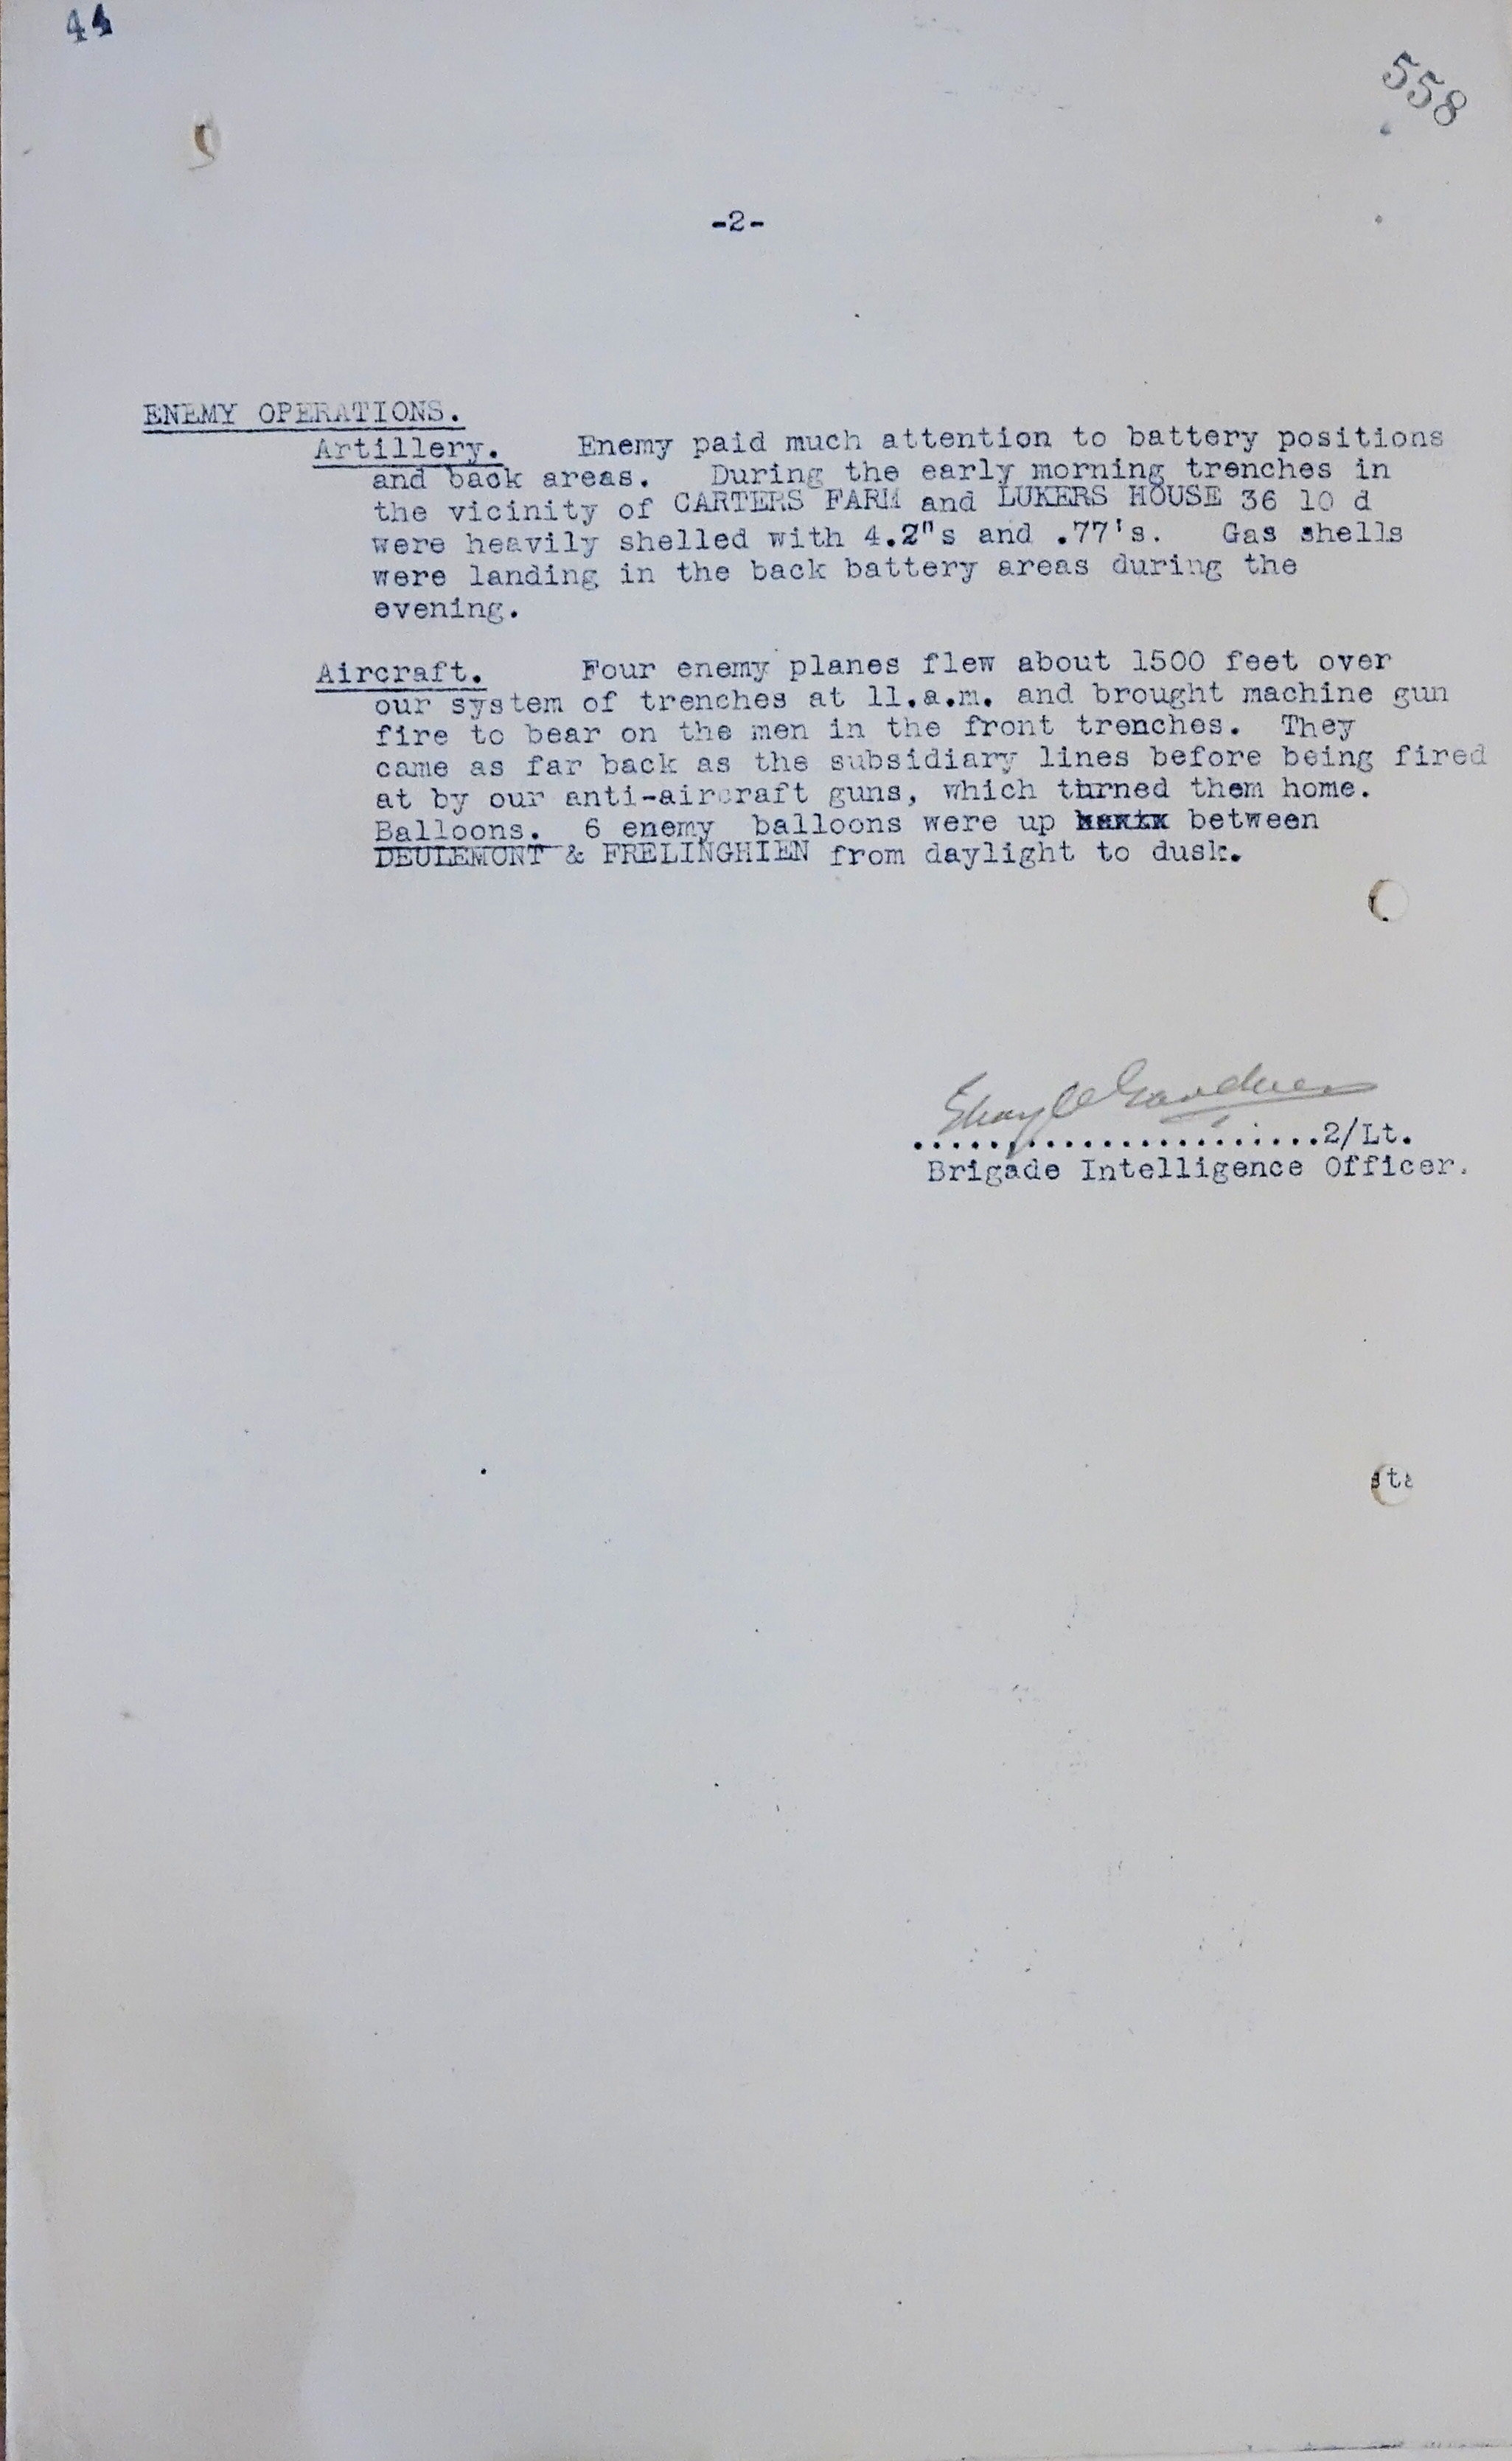 44
558
-2-
ENEMY OPERATIONS.
Artillery. Enemy paid much attention to battery positions
and back areas. During the early morning trenches in
the vicinity of CARTERS FARM and LUKERS HOUSE 36 10 d
were heavily shelled with 4.2"s and .77's. Gas shells
were landing in the back battery areas during the
evening.
Aircraft. Four enemy planes flew about 1500 feet over
our system of trenches at 11.a.m. and brought machine gun
fire to bear on the men in the front trenches. They
came as far back as the subsidiary lines before being fired
at by our anti-aircraft guns, which turned them home.
Balloons. 6 enemy balloons were up between
DEULEMONT & FRELINGHIEN from daylight to dusk.
.......................2/Lt.
Brigade Intelligence Officer.